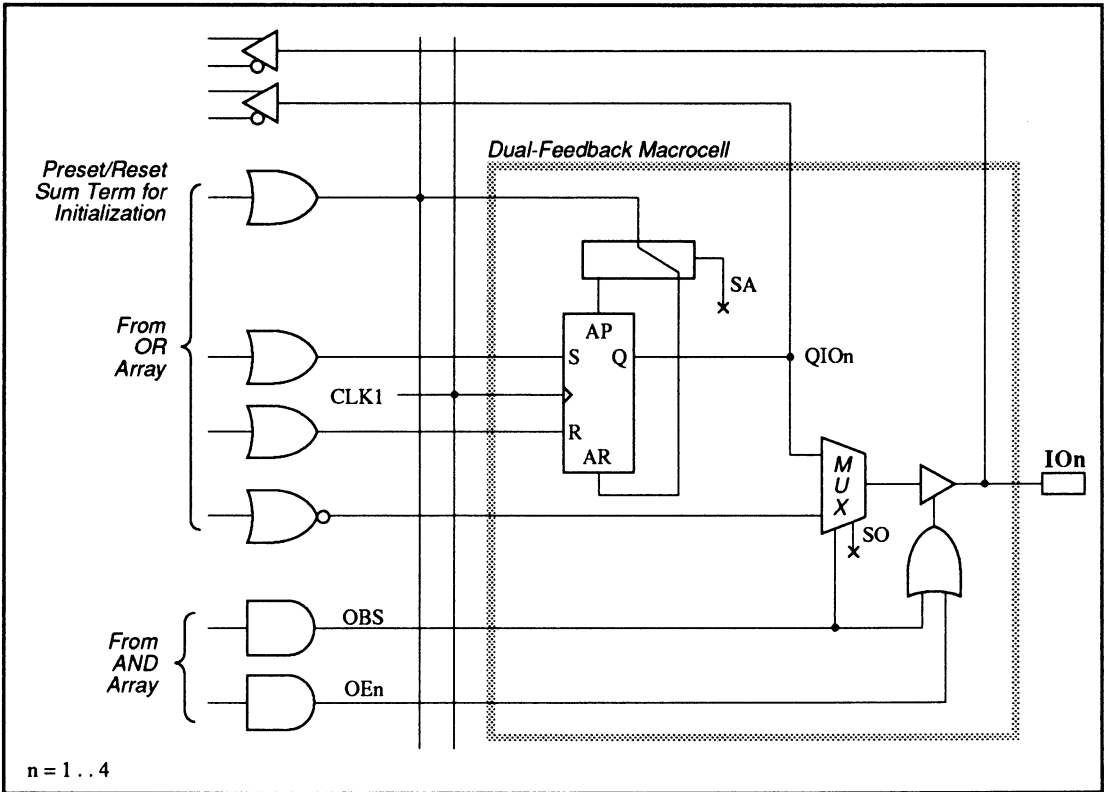 Dual-Feedback Macrocell
Preset/Reset
Sum Term for
Initialization
SA
From
OR
Array
AP
S
Q
QIOn
CLK1
R
AR
MUX
IOn
SO
From
AND
Array
OBS
OEn
n = 1 . . 4